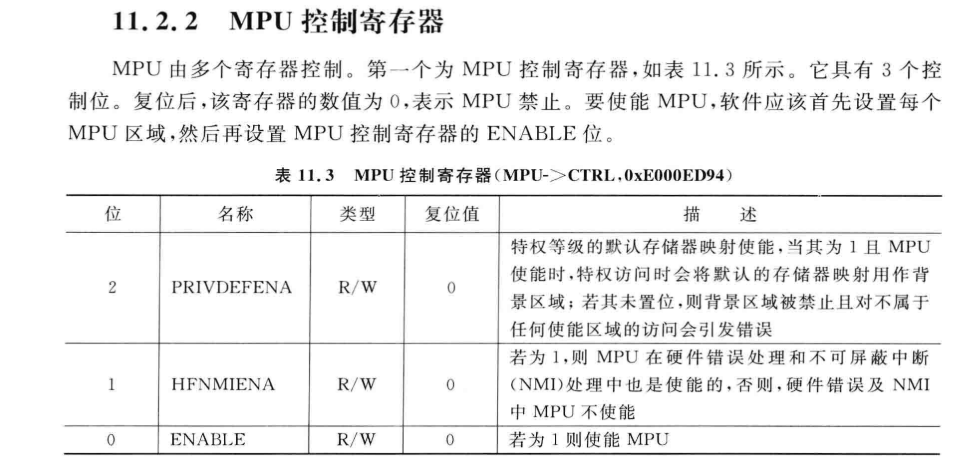 11.2.2 MPU 控制寄存器
MPU 由多个寄存器控制。第一个为 MPU 控制寄存器,如表 11.3 所示。它具有 3 个控
制位。复位后,该寄存器的数值为 0,表示 MPU 禁止。要使能 MPU,软件应该首先设置每个
MPU 区域,然后再设置 MPU 控制寄存器的 ENABLE 位。
表 11.3 MPU 控制寄存器(MPU->CTRL,0xE000ED94)
位 名称 类型 复位值 描 述
2 PRIVDEFENA R/W 0 特权等级的默认存储器映射使能,当其为 1 且 MPU
使能时,特权访问时会将默认的存储器映射用作背
景区域;若其未置位,则背景区域被禁止且对不属于
任何使能区域的访问会引发错误
1 HFNMIENA R/W 0 若为 1,则 MPU 在硬件错误处理和不可屏蔽中断
(NMI)处理中也是使能的,否则,硬件错误及 NMI
中 MPU 不使能
0 ENABLE R/W 0 若为 1 则使能 MPU